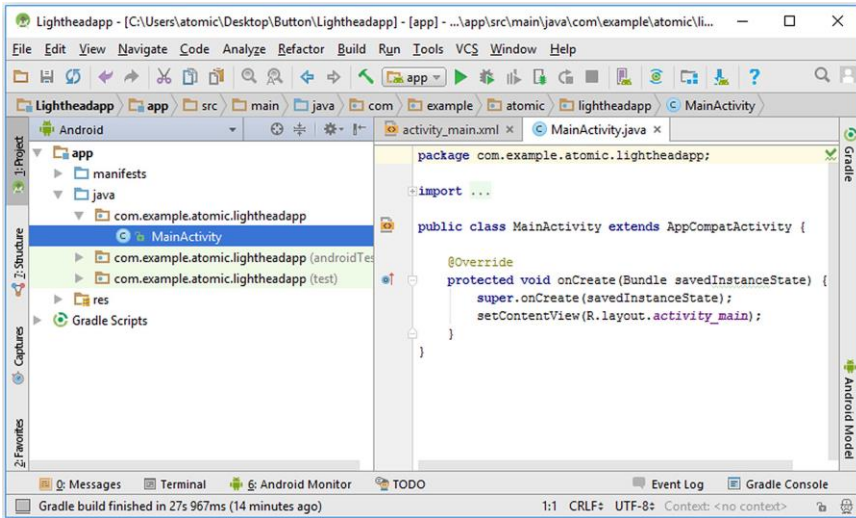 Lightheadapp - [C:\Users\atomic\Desktop\Button\Lightheadapp] - [app] - ...\app\src\main\java\com\example\atomic\li...
File Edit View Navigate Code Analyze Refactor Build Run Tools VCS Window Help
app
Lightheadapp app src main java com example atomic lightheadapp MainActivity
Android
activity_main.xml MainActivity.java
1: Project
7: Structure
Captures
2: Favorites
app
manifests
java
com.example.atomic.lightheadapp
MainActivity
com.example.atomic.lightheadapp (androidTes
com.example.atomic.lightheadapp (test)
res
Gradle Scripts
package com.example.atomic.lightheadapp;
import ...
public class MainActivity extends AppCompatActivity {
@Override
protected void onCreate(Bundle savedInstanceState) {
super.onCreate(savedInstanceState);
setContentView(R.layout.activity_main);
}
}
Gradle
Android Model
0: Messages Terminal 6: Android Monitor TODO Event Log Gradle Console
Gradle build finished in 27s 967ms (14 minutes ago) 1:1 CRLF UTF-8 Context: <no context>